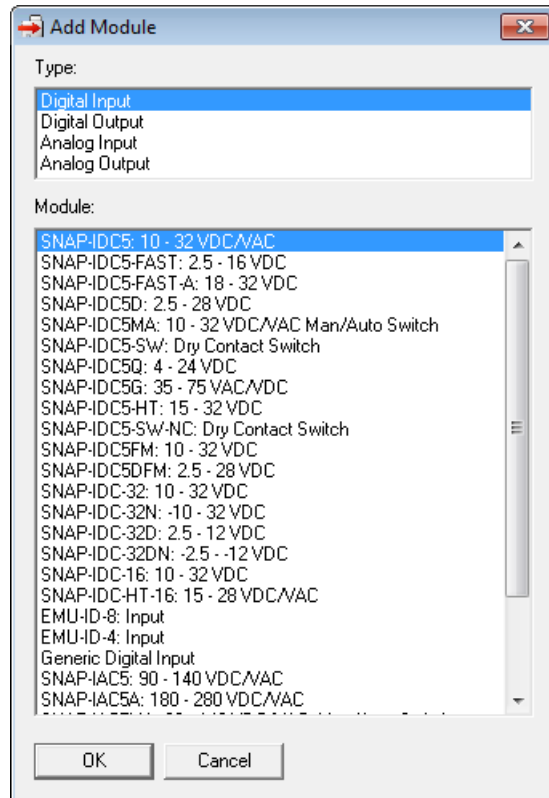 Add Module
Type:
Digital Input
Digital Output
Analog Input
Analog Output
Module:
SNAP-IDC5: 10 - 32 VDC/VAC
SNAP-IDC5-FAST: 2.5 - 16 VDC
SNAP-IDC5-FAST-A: 18 - 32 VDC
SNAP-IDC5D: 2.5 - 28 VDC
SNAP-IDC5MA: 10 - 32 VDC/VAC Man/Auto Switch
SNAP-IDC5-SW: Dry Contact Switch
SNAP-IDC5Q: 4 - 24 VDC
SNAP-IDC5G: 35 - 75 VAC/VDC
SNAP-IDC5-HT: 15 - 32 VDC
SNAP-IDC5-SW-NC: Dry Contact Switch
SNAP-IDC5FM: 10 - 32 VDC
SNAP-IDC5DFM: 2.5 - 28 VDC
SNAP-IDC-32: 10 - 32 VDC
SNAP-IDC-32N: -10 - 32 VDC
SNAP-IDC-32D: 2.5 - 12 VDC
SNAP-IDC-32DN: -2.5 - -12 VDC
SNAP-IDC-16: 10 - 32 VDC
SNAP-IDC-HT-16: 15 - 28 VDC/VAC
EMU-ID-8: Input
EMU-ID-4: Input
Generic Digital Input
SNAP-IAC5: 90 - 140 VDC/VAC
SNAP-IAC5A: 180 - 280 VDC/VAC
OK
Cancel